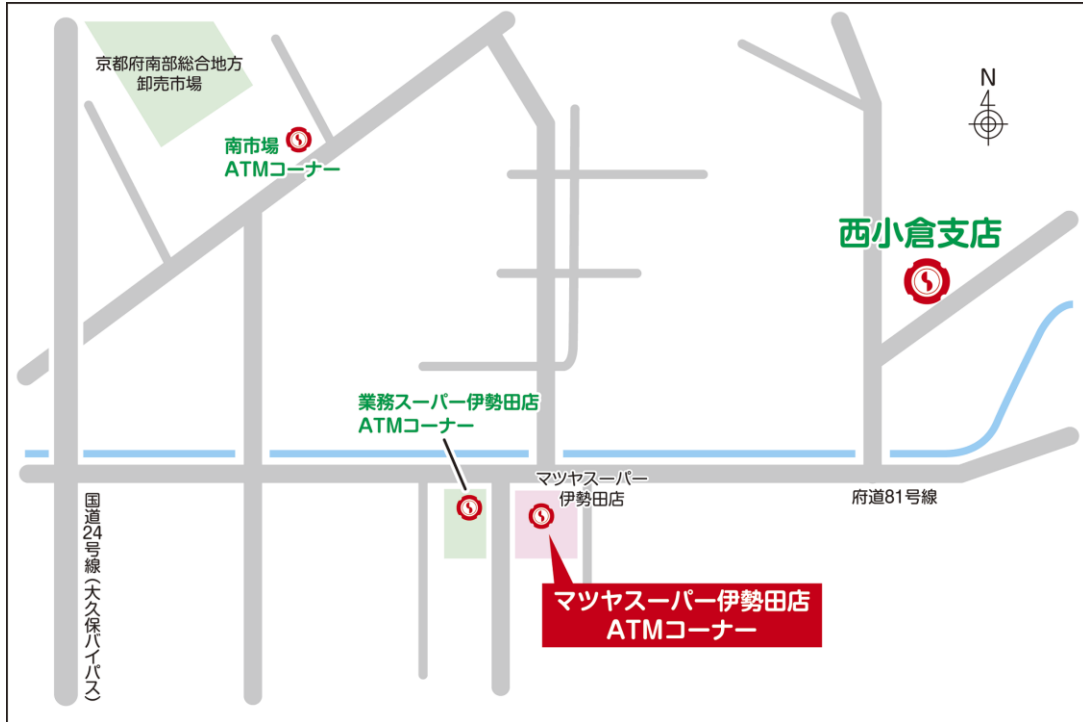 京都府南部総合地方
卸売市場
南市場
ATMコーナー
N
西小倉支店
業務スーパー伊勢田店
ATMコーナー
マツヤスーパー
伊勢田店
府道81号線
国道24号線(大久保バイパス)
マツヤスーパー伊勢田店
ATMコーナー